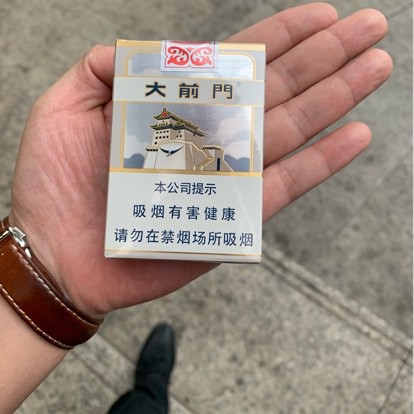 大前門
本公司提示
吸烟有害健康
请勿在禁烟场所吸烟